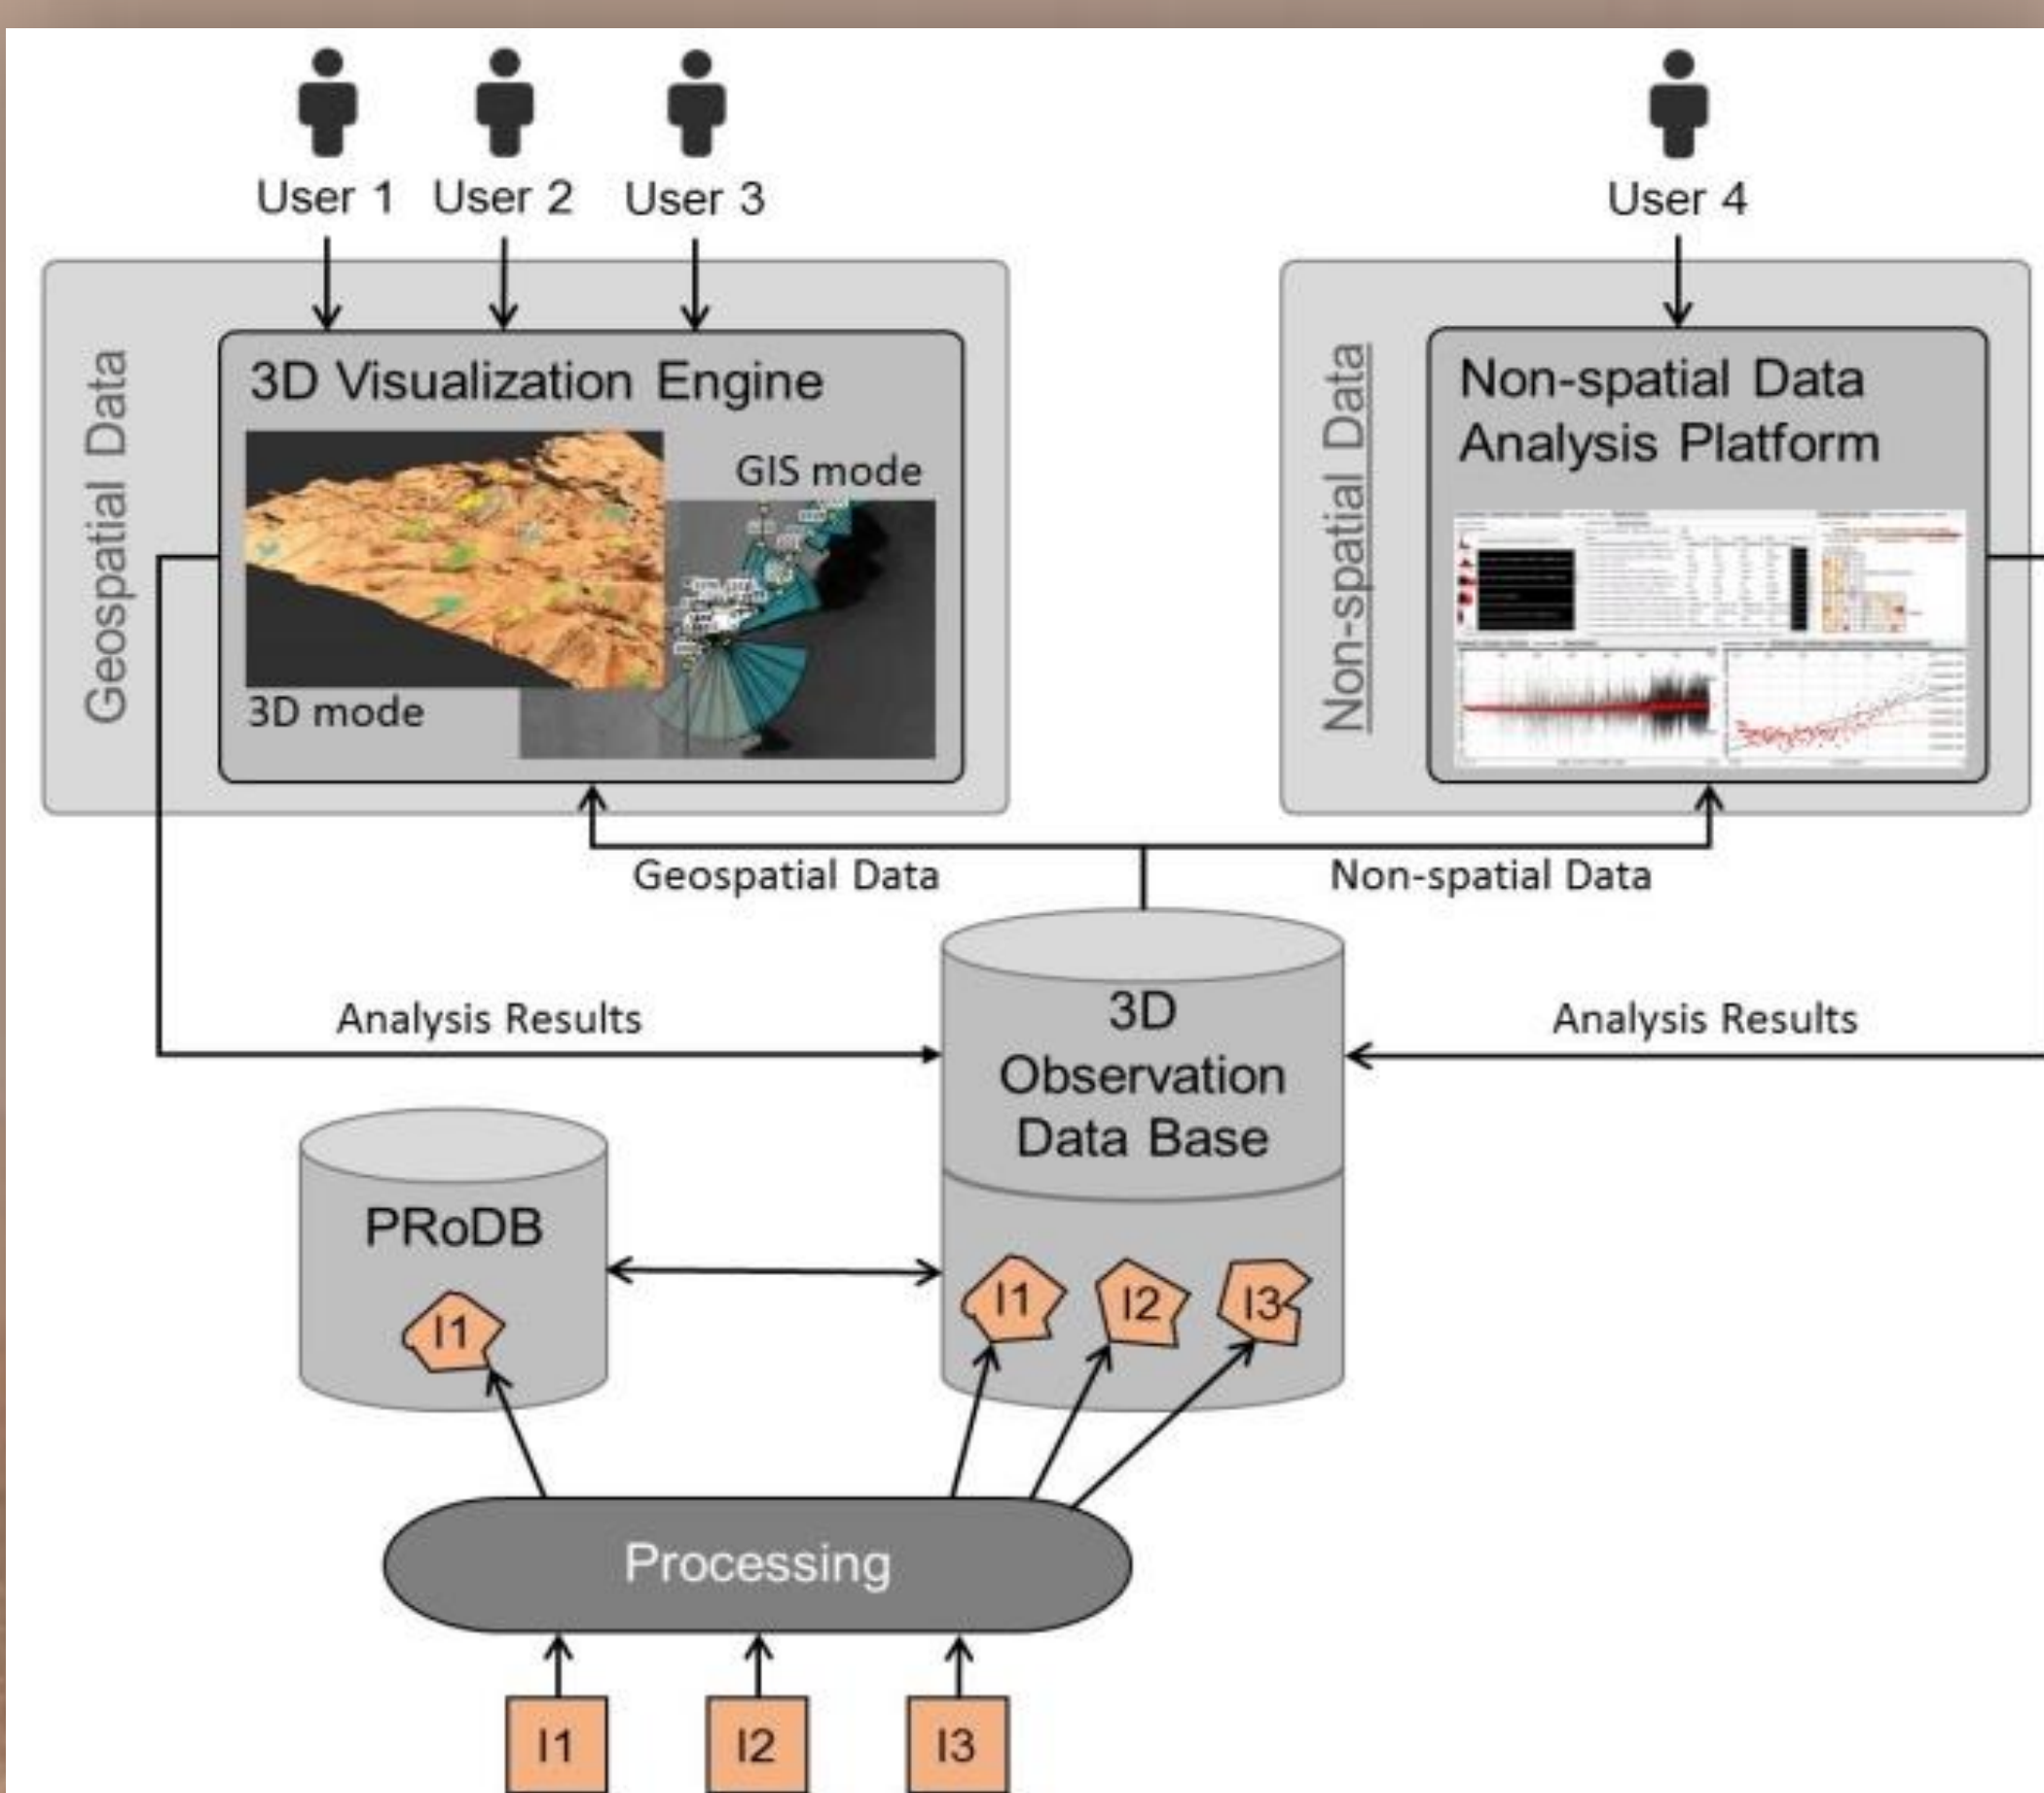 User 1
User 2
User 3
User 4
Geospatial Data
3D Visualization Engine
GIS mode
3D mode
Non-spatial Data
Non-spatial Data
Analysis Platform
Geospatial Data
Non-spatial Data
Analysis Results
Analysis Results
3D
Observation
Data Base
PRoDB
I1
I1
I2
I3
Processing
I1
I2
I3